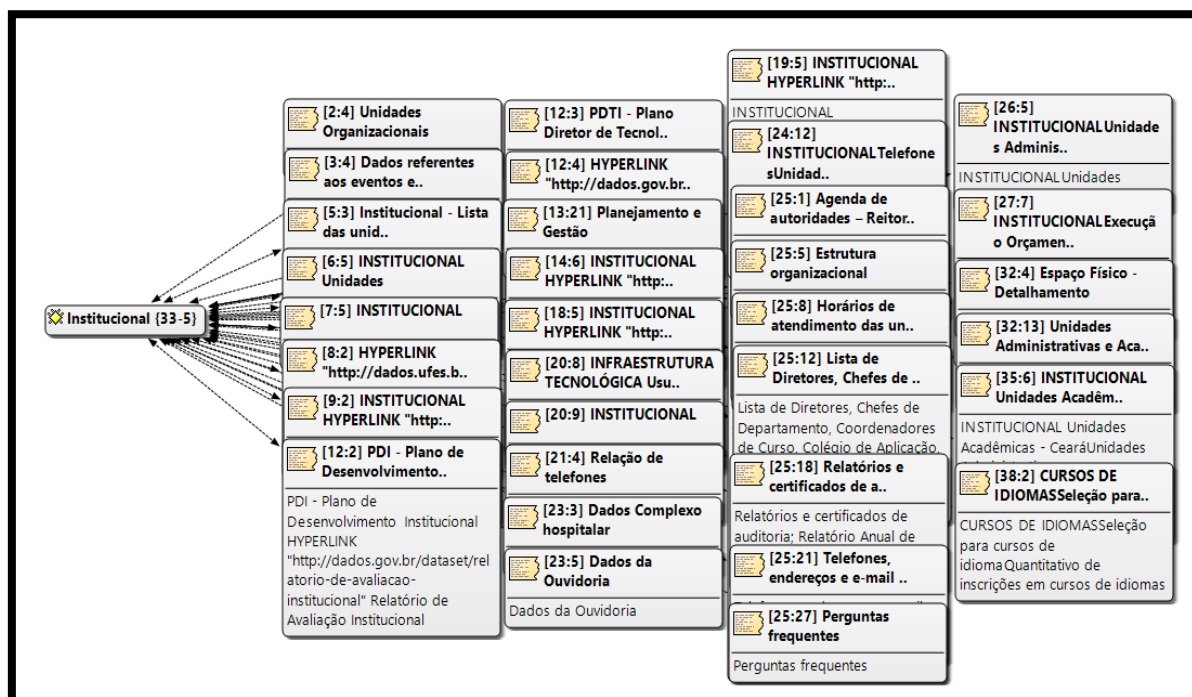 Institucional {33-5}
[2:4] Unidades
Organizacionais
[3:4] Dados referentes
aos eventos e..
[5:3] Institucional - Lista
das unid..
[6:5] INSTITUCIONAL
Unidades
[7:5] INSTITUCIONAL
[8:2] HYPERLINK
"http://dados.ufes.b..
[9:2] INSTITUCIONAL
HYPERLINK "http:..
[12:2] PDI - Plano de
Desenvolvimento..
PDI - Plano de
Desenvolvimento Institucional
HYPERLINK
"http://dados.gov.br/dataset/rel
atorio-de-avaliacao-
institucional" Relatório de
Avaliação Institucional
[12:3] PDTI - Plano
Diretor de Tecnol..
[12:4] HYPERLINK
"http://dados.gov.br..
[13:21] Planejamento e
Gestão
[14:6] INSTITUCIONAL
HYPERLINK "http:..
[18:5] INSTITUCIONAL
HYPERLINK "http:..
[20:8] INFRAESTRUTURA
TECNOLÓGICA Usu..
[20:9] INSTITUCIONAL
[21:4] Relação de
telefones
[23:3] Dados Complexo
hospitalar
[23:5] Dados da
Ouvidoria
Dados da Ouvidoria
[19:5] INSTITUCIONAL
HYPERLINK "http:..
INSTITUCIONAL
[24:12]
INSTITUCIONALTelefone
sUnidad..
[25:1] Agenda de
autoridades – Reitor..
[25:5] Estrutura
organizacional
[25:8] Horários de
atendimento das un..
[25:12] Lista de
Diretores, Chefes de ..
Lista de Diretores, Chefes de
Departamento, Coordenadores
de Curso, Colégio de Aplicação,
[25:18] Relatórios e
certificados de a..
Relatórios e certificados de
auditoria; Relatório Anual de
[25:21] Telefones,
endereços e e-mail ..
[25:27] Perguntas
frequentes
Perguntas frequentes
[26:5]
INSTITUCIONALUnidade
s Adminis..
INSTITUCIONALUnidades
[27:7]
INSTITUCIONALExecuçã
o Orçamen..
[32:4] Espaço Físico -
Detalhamento
[32:13] Unidades
Administrativas e Aca..
[35:6] INSTITUCIONAL
Unidades Acadêm..
INSTITUCIONAL Unidades
Acadêmicas - CearáUnidades
[38:2] CURSOS DE
IDIOMASSeleção para..
CURSOS DE IDIOMASSeleção
para cursos de
idiomaQuantitativo de
inscrições em cursos de idiomas